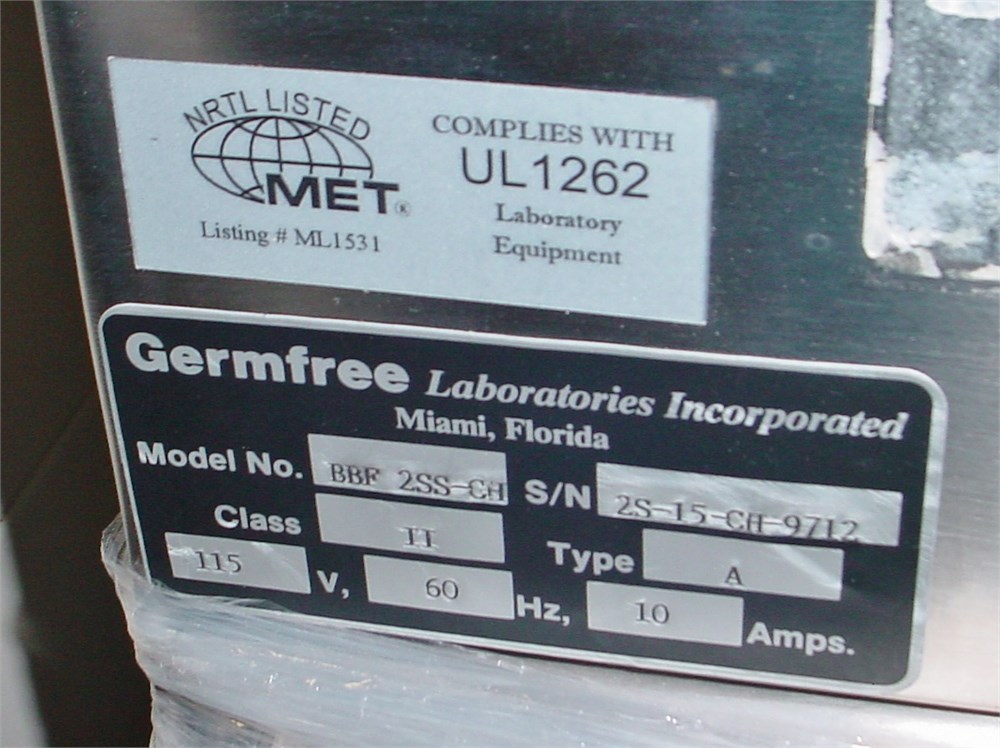 NRTL LISTED
MET®
Listing # ML1531
COMPLIES WITH
UL1262
Laboratory
Equipment
Germfree Laboratories Incorporated
Miami, Florida
Model No. BBF 2SS-CH S/N 2S-15-CH-9712
Class II Type A
115 V, 60 Hz, 10 Amps.